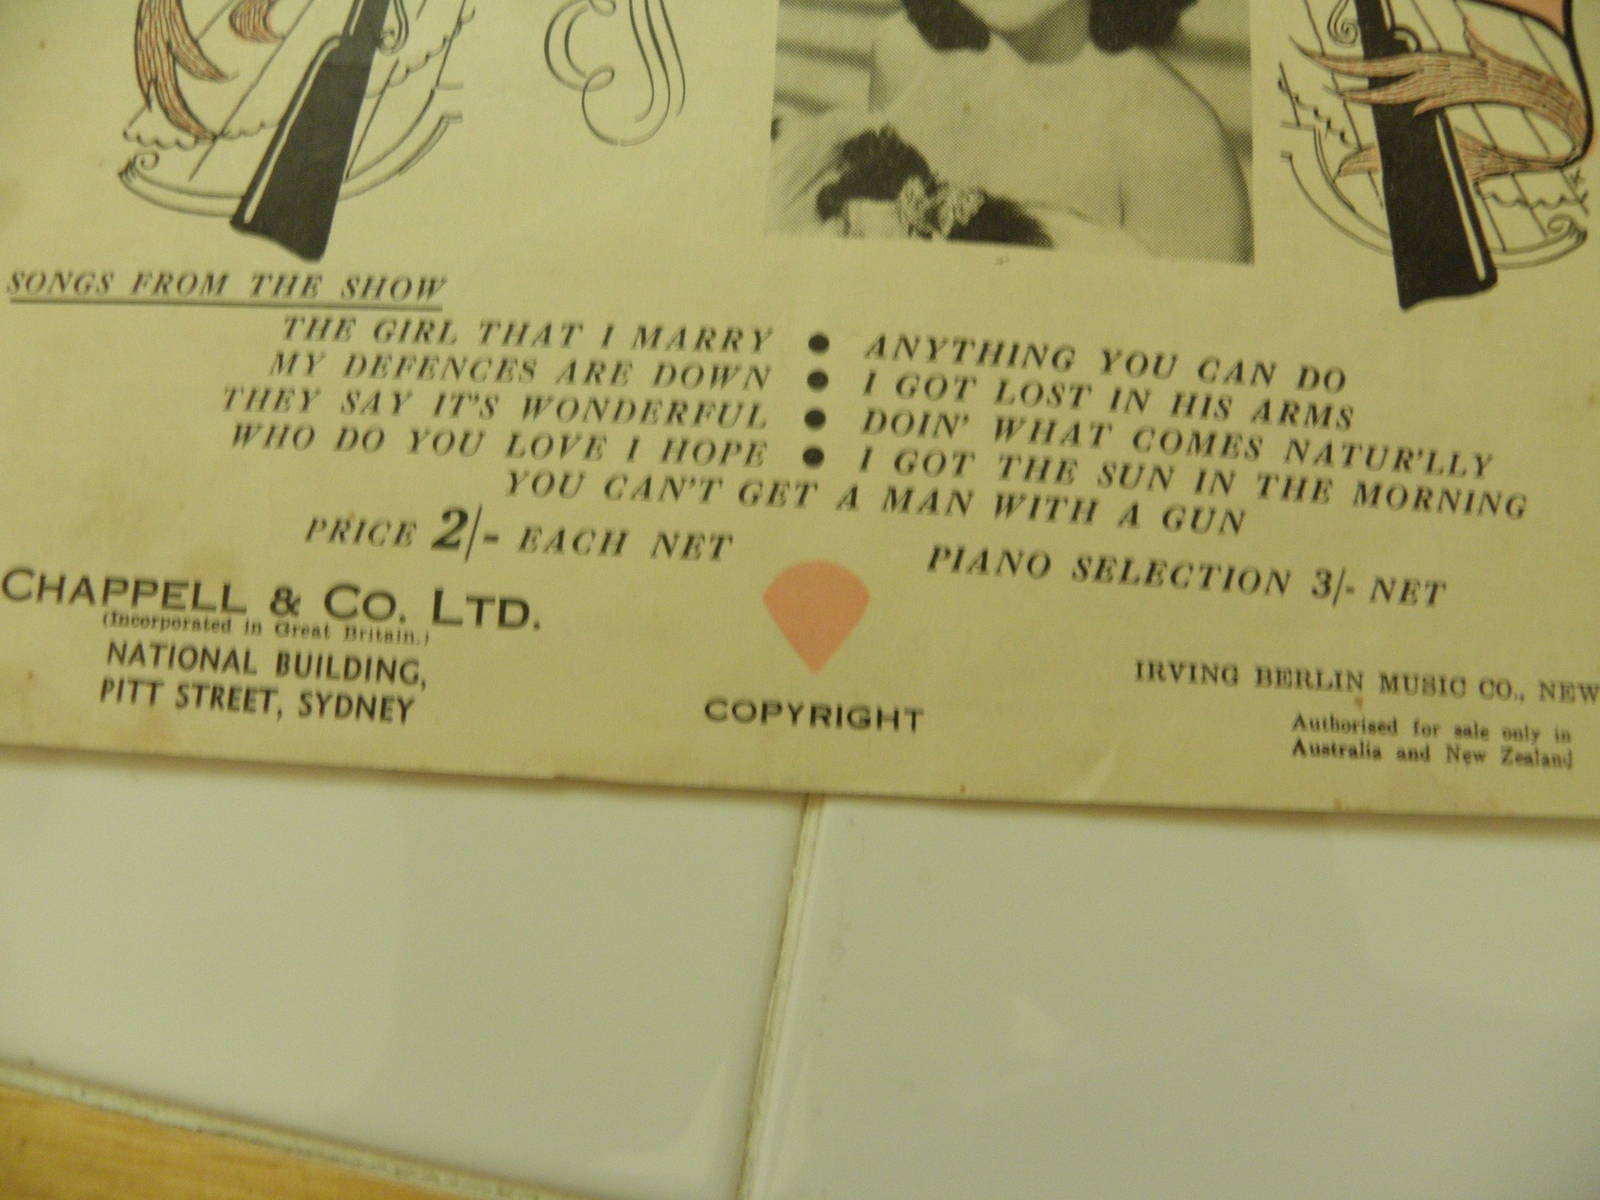 SONGS FROM THE SHOW
THE GIRL THAT I MARRY ● ANYTHING YOU CAN DO
MY DEFENCES ARE DOWN ● I GOT LOST IN HIS ARMS
THEY SAY IT'S WONDERFUL ● DOIN' WHAT COMES NATUR'LLY
WHO DO YOU LOVE I HOPE ● I GOT THE SUN IN THE MORNING
YOU CAN'T GET A MAN WITH A GUN
PRICE 2/- EACH NET
PIANO SELECTION 3/- NET
CHAPPELL & CO. LTD.
(Incorporated in Great Britain.)
NATIONAL BUILDING,
PITT STREET, SYDNEY
COPYRIGHT
IRVING BERLIN MUSIC CO., NEW
Authorised for sale only in
Australia and New Zealand